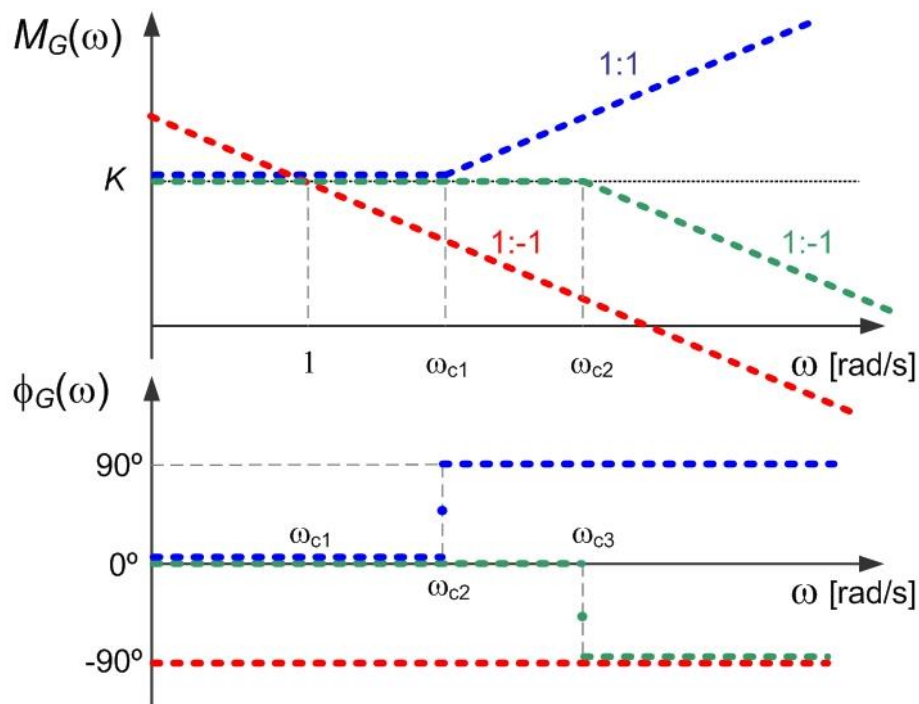 M_G(ω)
1:1
K
1:-1
1:-1
1
ω_c1
ω_c2
ω [rad/s]
ϕ_G(ω)
90º
ω_c1
ω_c3
0º
ω_c2
ω [rad/s]
-90º